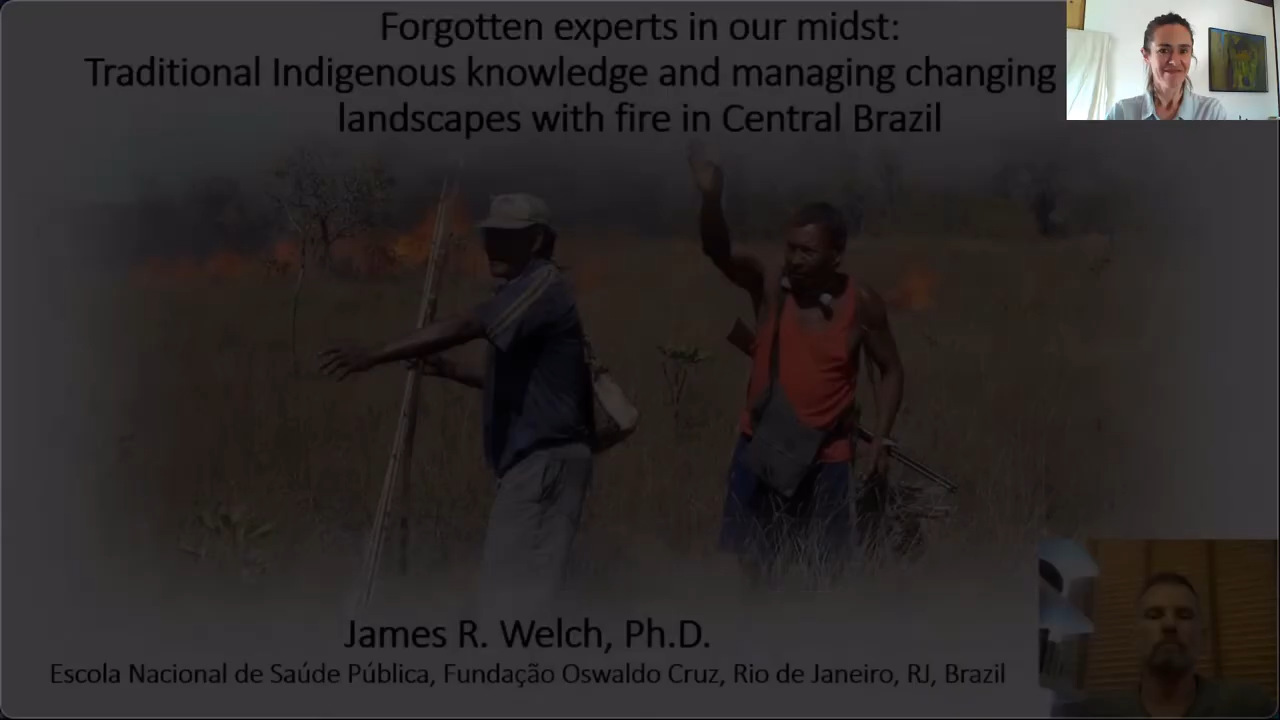 Forgotten experts in our midst:
Traditional Indigenous knowledge and managing changing
landscapes with fire in Central Brazil
James R. Welch, Ph.D.
Escola Nacional de Saúde Pública, Fundação Oswaldo Cruz, Rio de Janeiro, RJ, Brazil